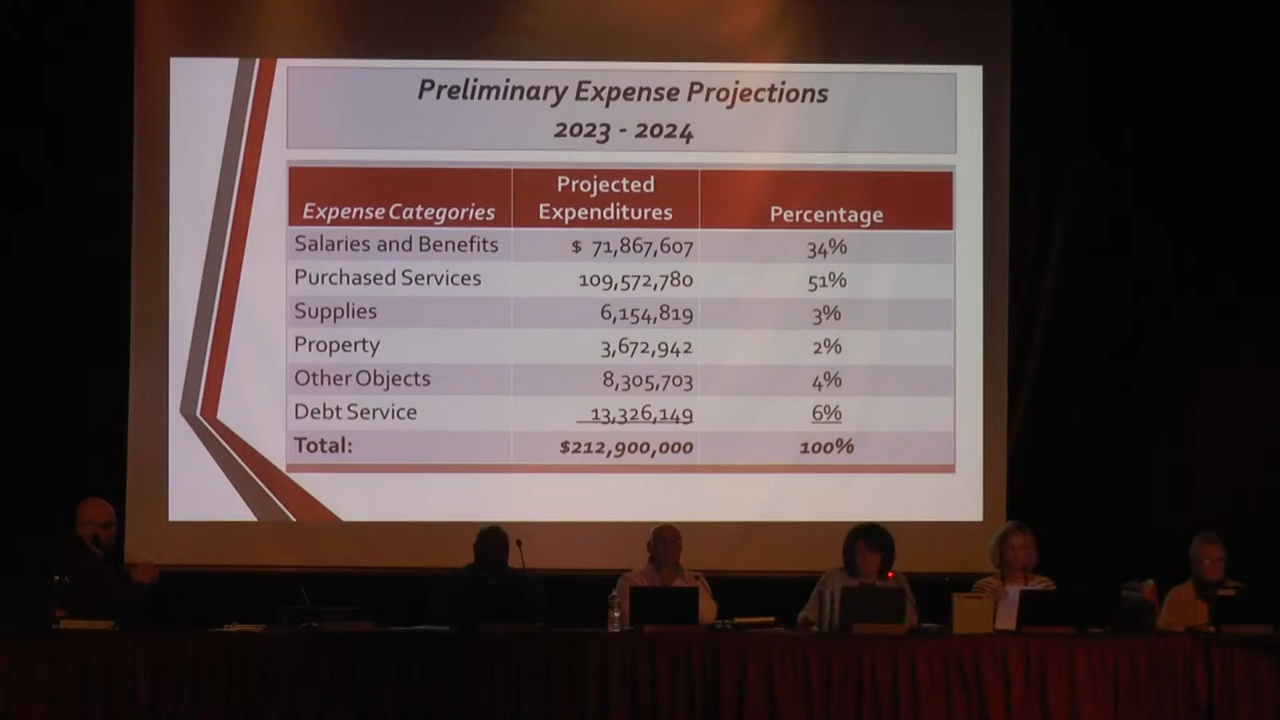 Preliminary Expense Projections
2023 - 2024
Expense Categories Projected Expenditures Percentage
Salaries and Benefits $ 71,867,607 34%
Purchased Services 109,572,780 51%
Supplies 6,154,819 3%
Property 3,672,942 2%
Other Objects 8,305,703 4%
Debt Service 13,326,149 6%
Total: $212,900,000 100%